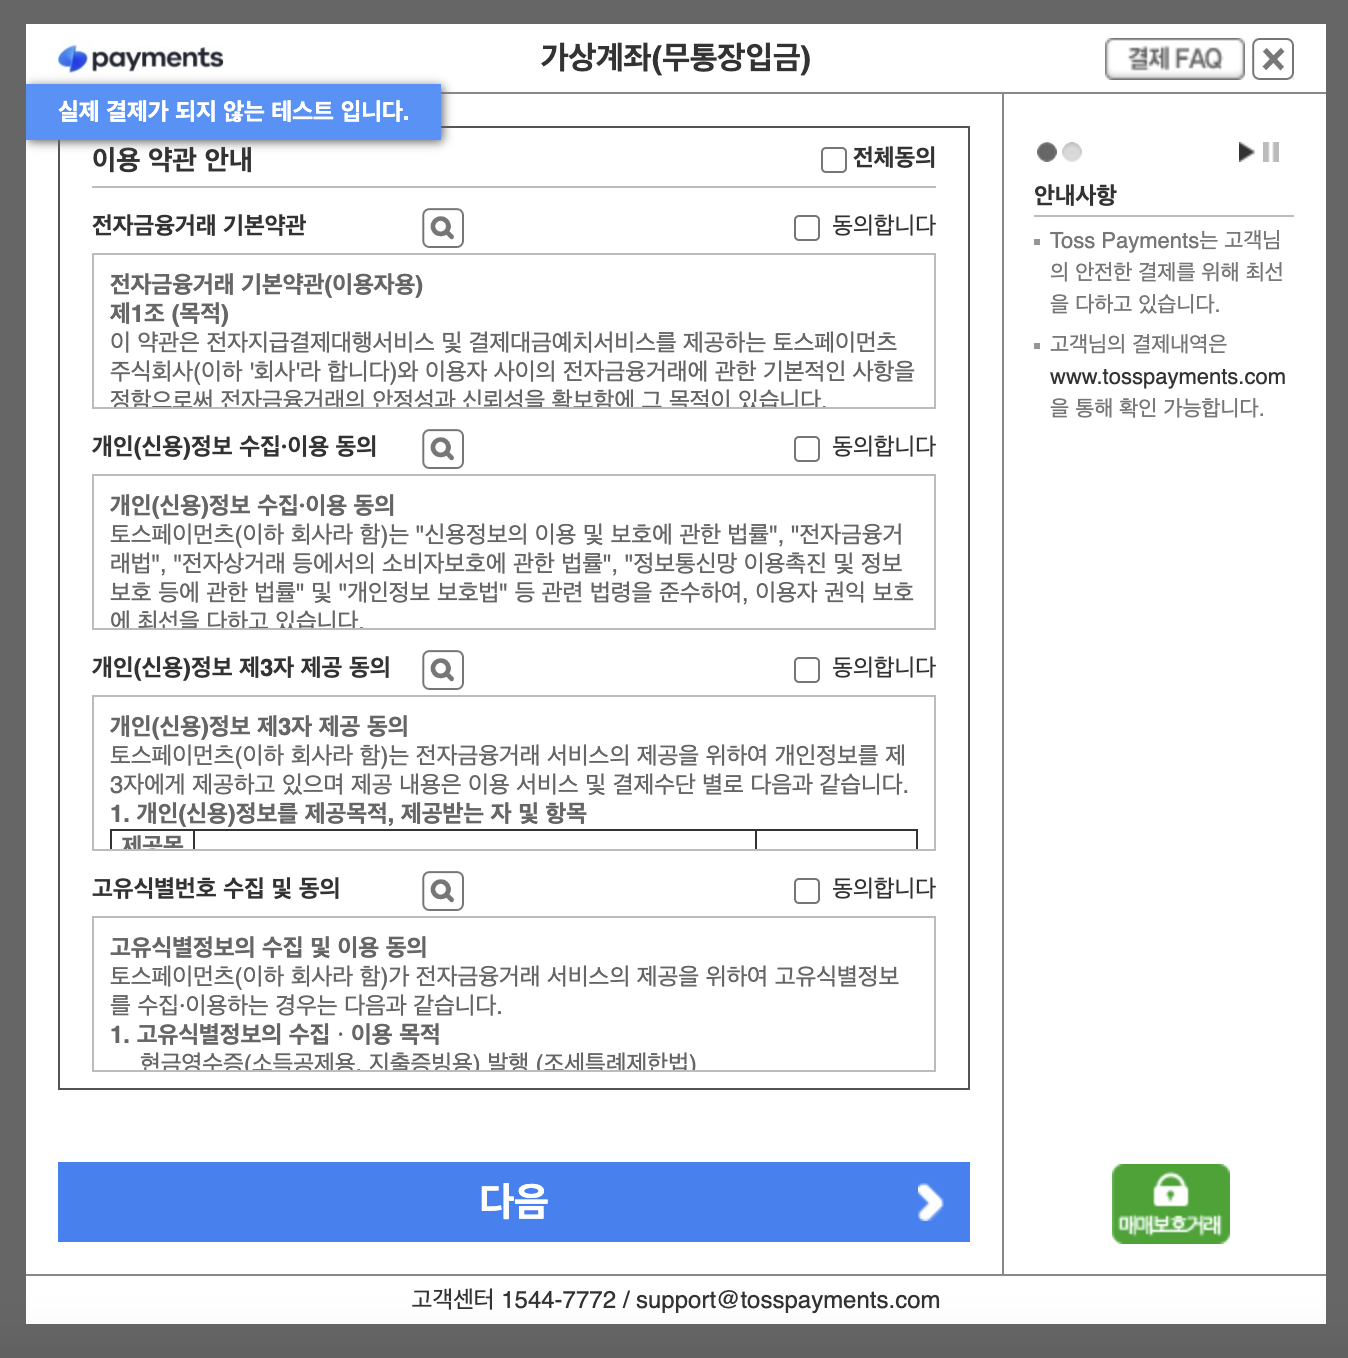 payments
가상계좌(무통장입금)
결제 FAQ
실제 결제가 되지 않는 테스트 입니다.
이용 약관 안내
전체동의
전자금융거래 기본약관
동의합니다
전자금융거래 기본약관(이용자용)
제1조 (목적)
이 약관은 전자지급결제대행서비스 및 결제대금예치서비스를 제공하는 토스페이먼츠
주식회사(이하 '회사'라 합니다)와 이용자 사이의 전자금융거래에 관한 기본적인 사항을
정함으로써 전자금융거래의 안정성과 신뢰성을 확보함에 그 목적이 있습니다.
개인(신용)정보 수집·이용 동의
동의합니다
개인(신용)정보 수집·이용 동의
토스페이먼츠(이하 회사라 함)는 "신용정보의 이용 및 보호에 관한 법률", "전자금융거
래법", "전자상거래 등에서의 소비자보호에 관한 법률", "정보통신망 이용촉진 및 정보
보호 등에 관한 법률" 및 "개인정보 보호법" 등 관련 법령을 준수하여, 이용자 권익 보호
에 최선을 다하고 있습니다.
개인(신용)정보 제3자 제공 동의
동의합니다
개인(신용)정보 제3자 제공 동의
토스페이먼츠(이하 회사라 함)는 전자금융거래 서비스의 제공을 위하여 개인정보를 제
3자에게 제공하고 있으며 제공 내용은 이용 서비스 및 결제수단 별로 다음과 같습니다.
1. 개인(신용)정보를 제공목적, 제공받는 자 및 항목
제공목
고유식별번호 수집 및 동의
동의합니다
고유식별정보의 수집 및 이용 동의
토스페이먼츠(이하 회사라 함)가 전자금융거래 서비스의 제공을 위하여 고유식별정보
를 수집·이용하는 경우는 다음과 같습니다.
1. 고유식별정보의 수집 · 이용 목적
현금영수증(소득공제용, 지출증빙용) 발행 (조세특례제한법)
다음
안내사항
Toss Payments는 고객님
의 안전한 결제를 위해 최선
을 다하고 있습니다.
고객님의 결제내역은
www.tosspayments.com
을 통해 확인 가능합니다.
매매보호거래
고객센터 1544-7772 / support@tosspayments.com